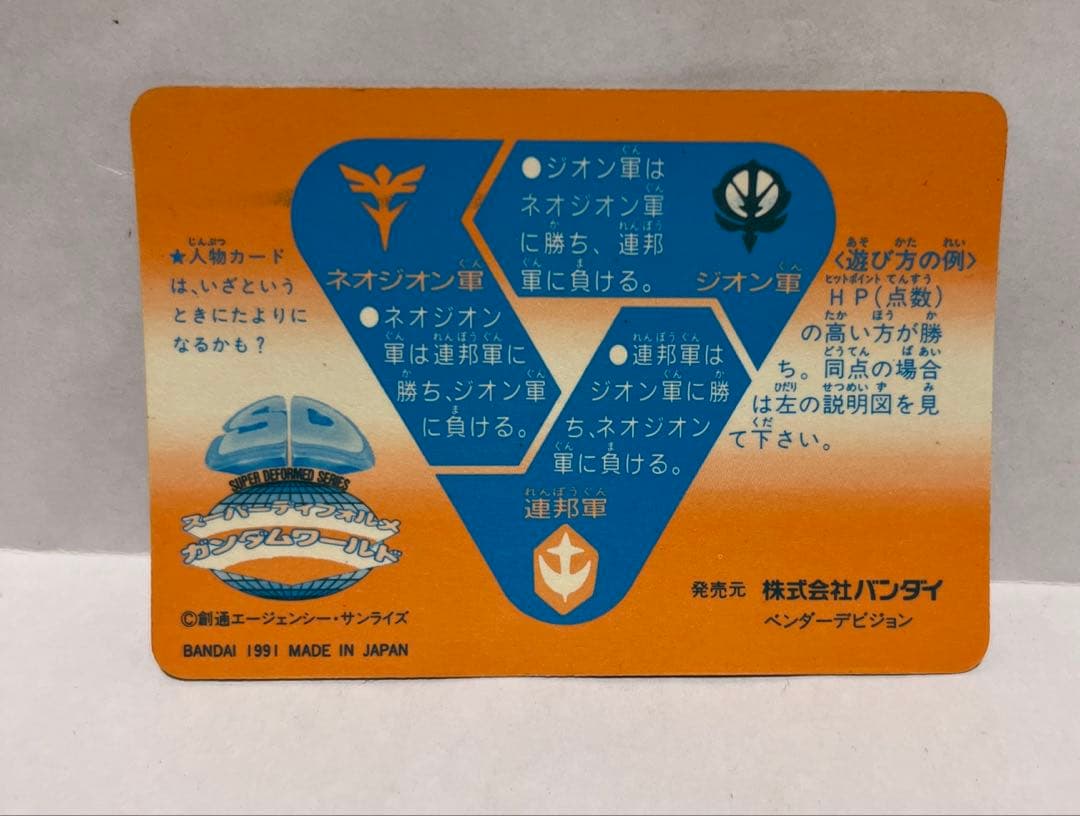 ●ジオン軍は
ネオジオン軍
に勝ち、連邦
軍に負ける。
ネオジオン軍
ジオン軍
●ネオジオン
軍は連邦軍に
勝ち、ジオン軍
に負ける。
●連邦軍は
ジオン軍に勝
ち、ネオジオン
軍に負ける。
連邦軍
★人物カード
は、いざという
ときにたよりに
なるかも?
〈遊び方の例〉
HP(点数)
の高い方が勝
ち。同点の場合
は左の説明図を見
て下さい。
SD
SUPER DEFORMED SERIES
スーパーディフォルメ
ガンダムワールド
©創通エージェンシー・サンライズ
BANDAI 1991 MADE IN JAPAN
発売元 株式会社バンダイ
ベンダーデビジョン